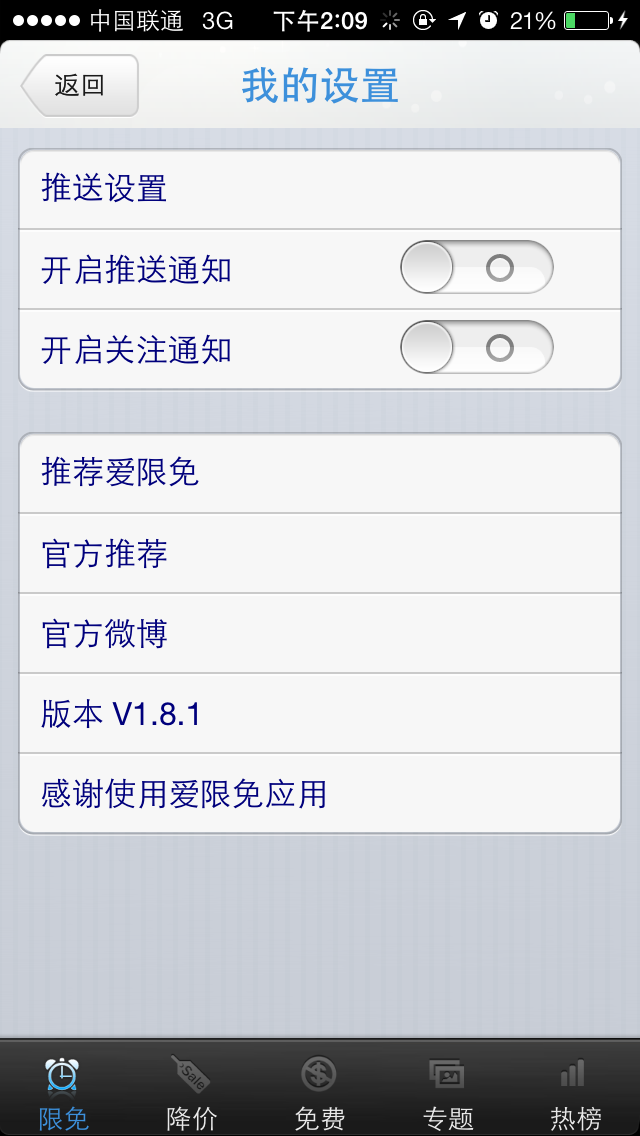 中国联通 3G 下午2:09 21%
返回 我的设置
推送设置
开启推送通知
开启关注通知
推荐爱限免
官方推荐
官方微博
版本 V1.8.1
感谢使用爱限免应用
Sale
限免 降价 免费 专题 热榜